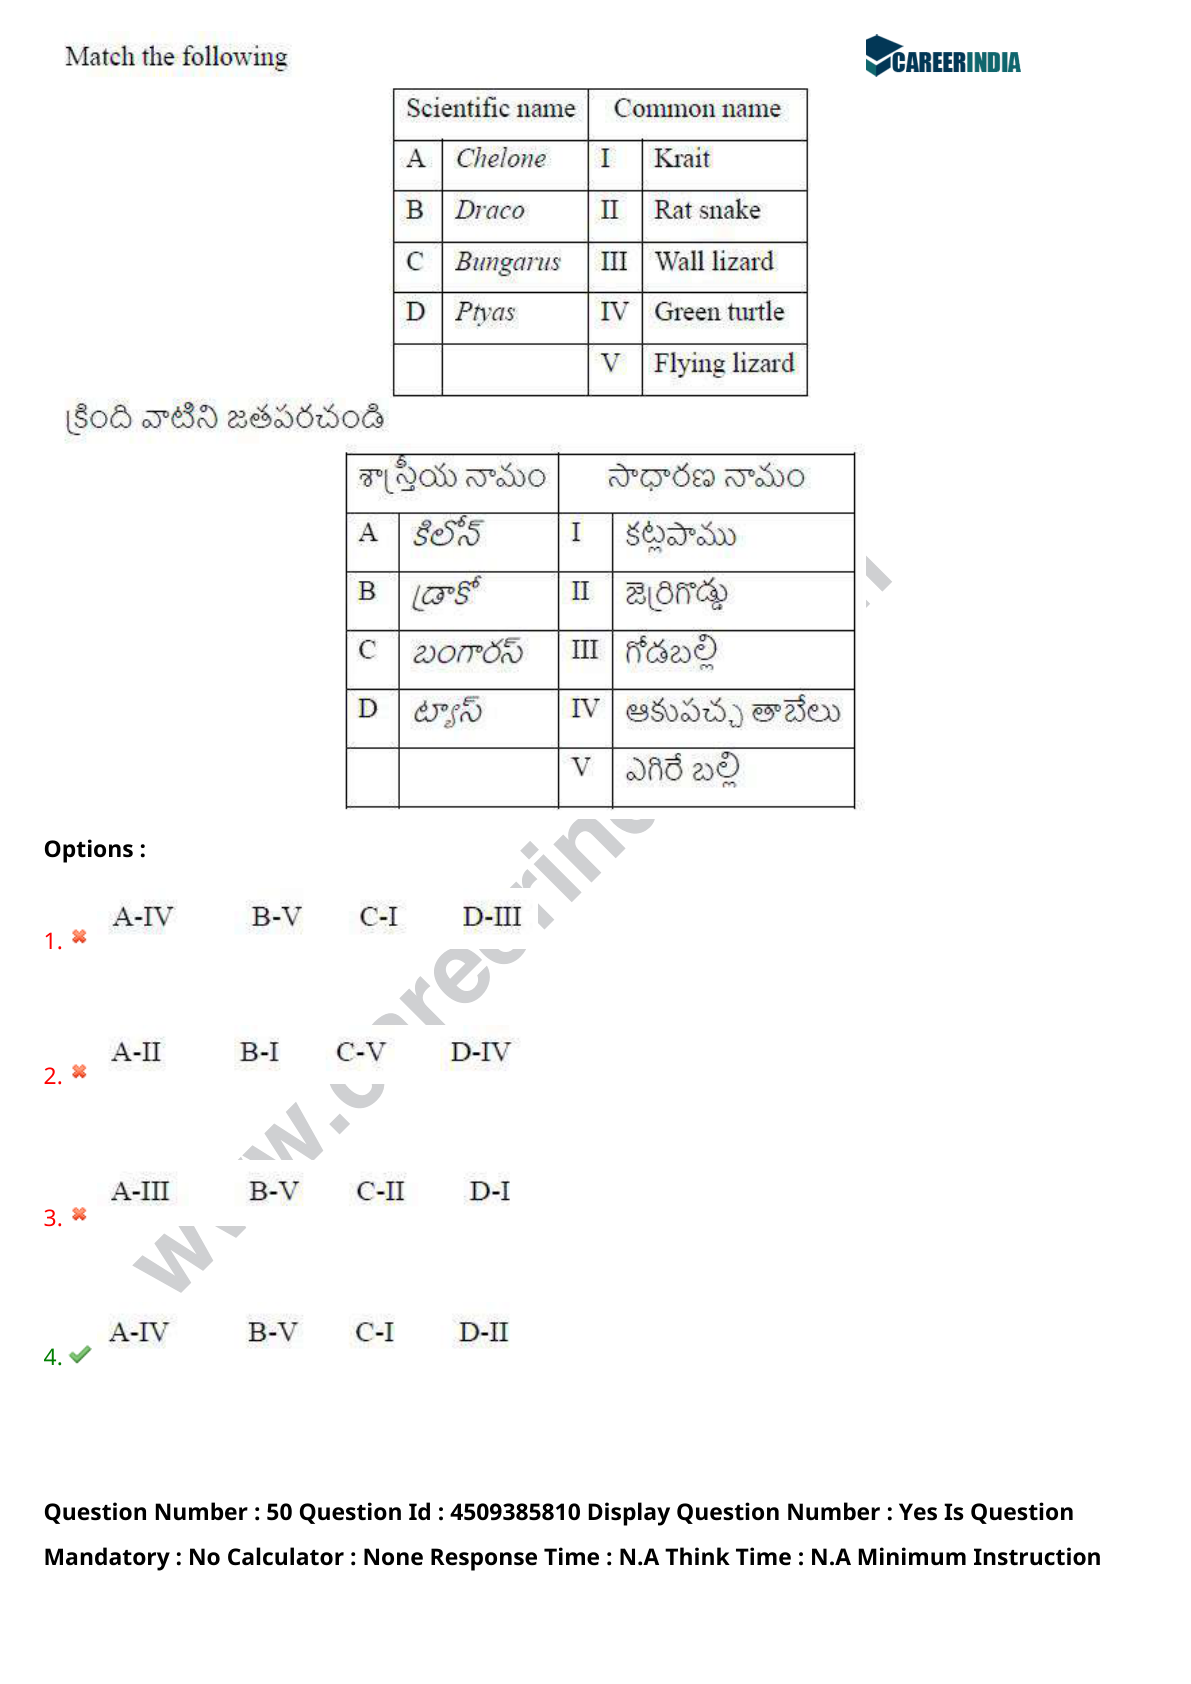 Match the following
CAREERINDIA
Scientific name Common name
A Chelone I Krait
B Draco II Rat snake
C Bungarus III Wall lizard
D Ptyas IV Green turtle
V Flying lizard
క్రింది వాటిని జతపరచండి
శాస్త్రీయ నామం సాధారణ నామం
A కిలోన్ I కట్లపాము
B డ్రాకో II జెర్రిగొడ్డు
C బంగారస్ III గోడబల్లి
D ట్యాస్ IV ఆకుపచ్చ తాబేలు
V ఎగిరే బల్లి
Options :
1. A-IV B-V C-I D-III
2. A-II B-I C-V D-IV
3. A-III B-V C-II D-I
4. A-IV B-V C-I D-II
Question Number : 50 Question Id : 4509385810 Display Question Number : Yes Is Question
Mandatory : No Calculator : None Response Time : N.A Think Time : N.A Minimum Instruction